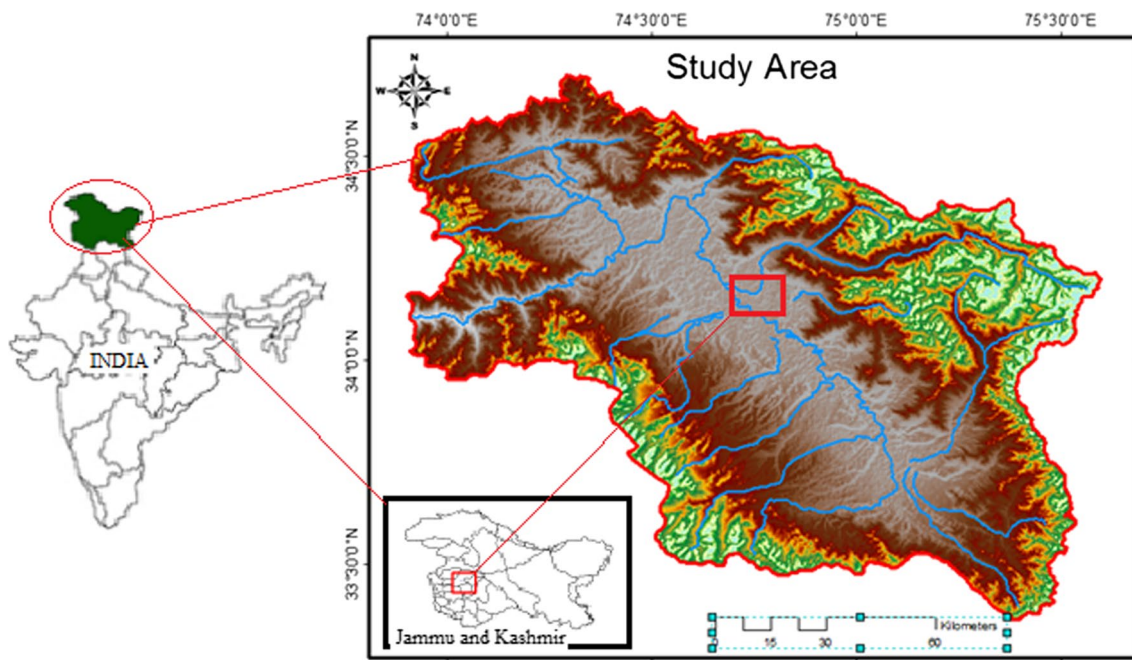 74°0'0"E 74°30'0"E 75°0'0"E 75°30'0"E
Study Area
N
W E
S
34°30'0"N
34°0'0"N
33°30'0"N
INDIA
Jammu and Kashmir
Kilometers
0 15 30 60